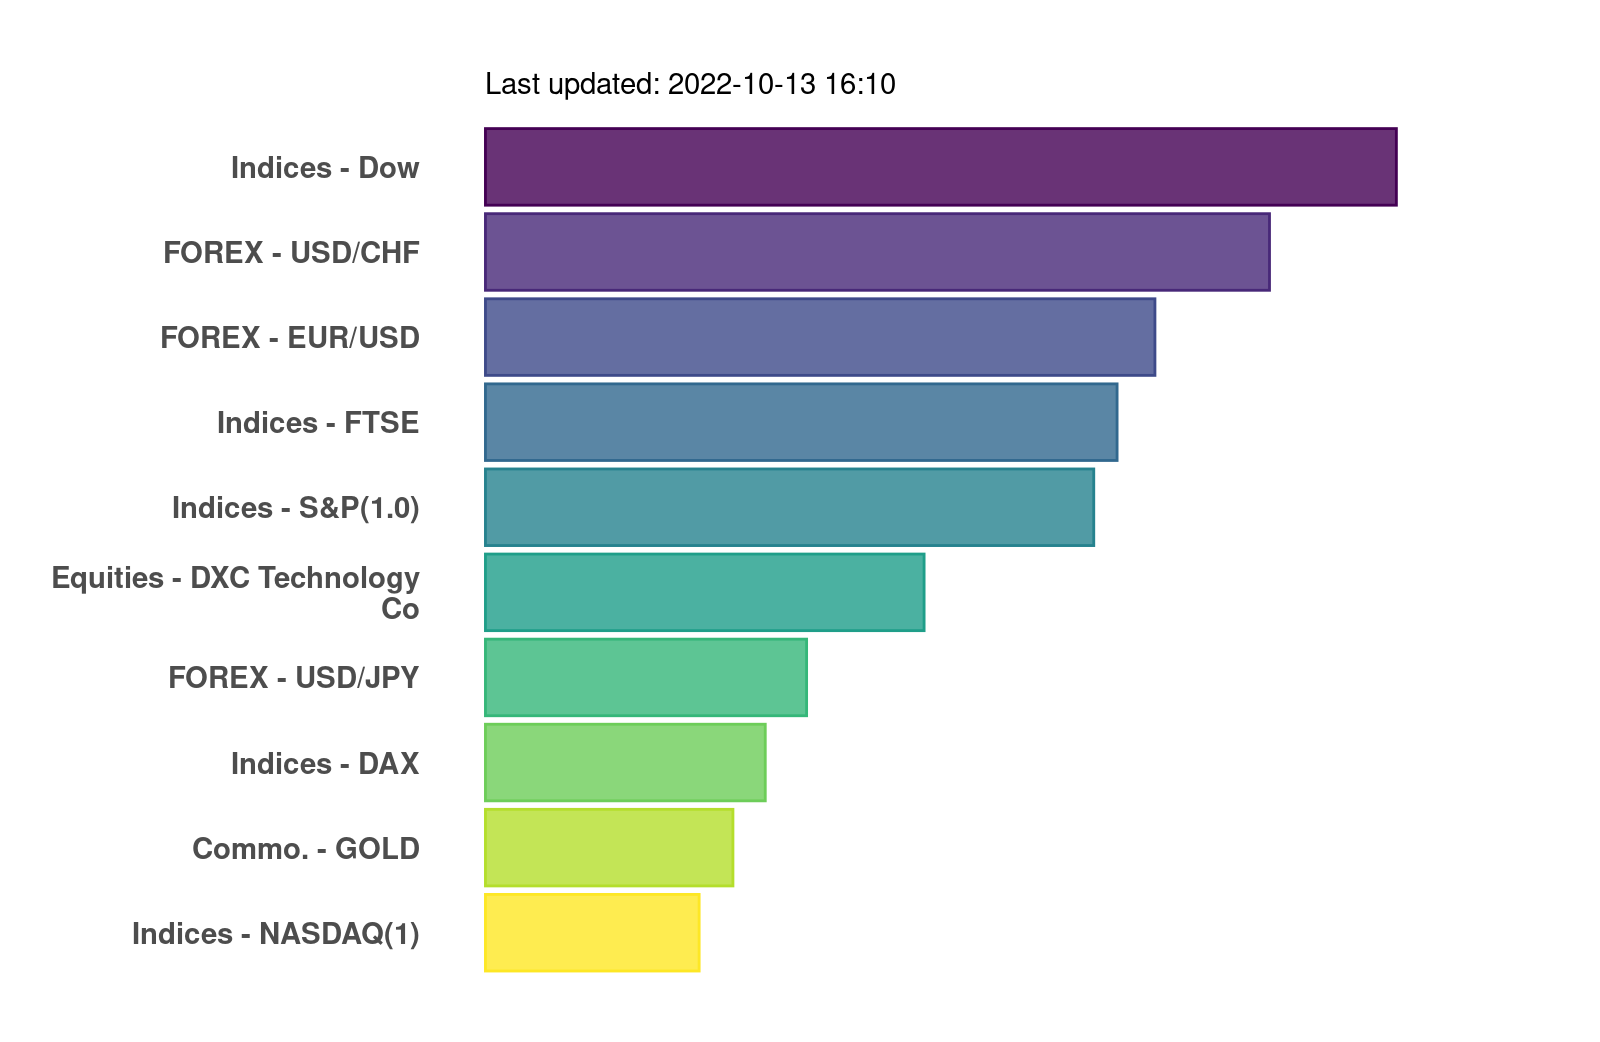 Last updated: 2022-10-13 16:10
Indices - Dow
FOREX - USD/CHF
FOREX - EUR/USD
Indices - FTSE
Indices - S&P(1.0)
Equities - DXC Technology
Co
FOREX - USD/JPY
Indices - DAX
Commo. - GOLD
Indices - NASDAQ(1)